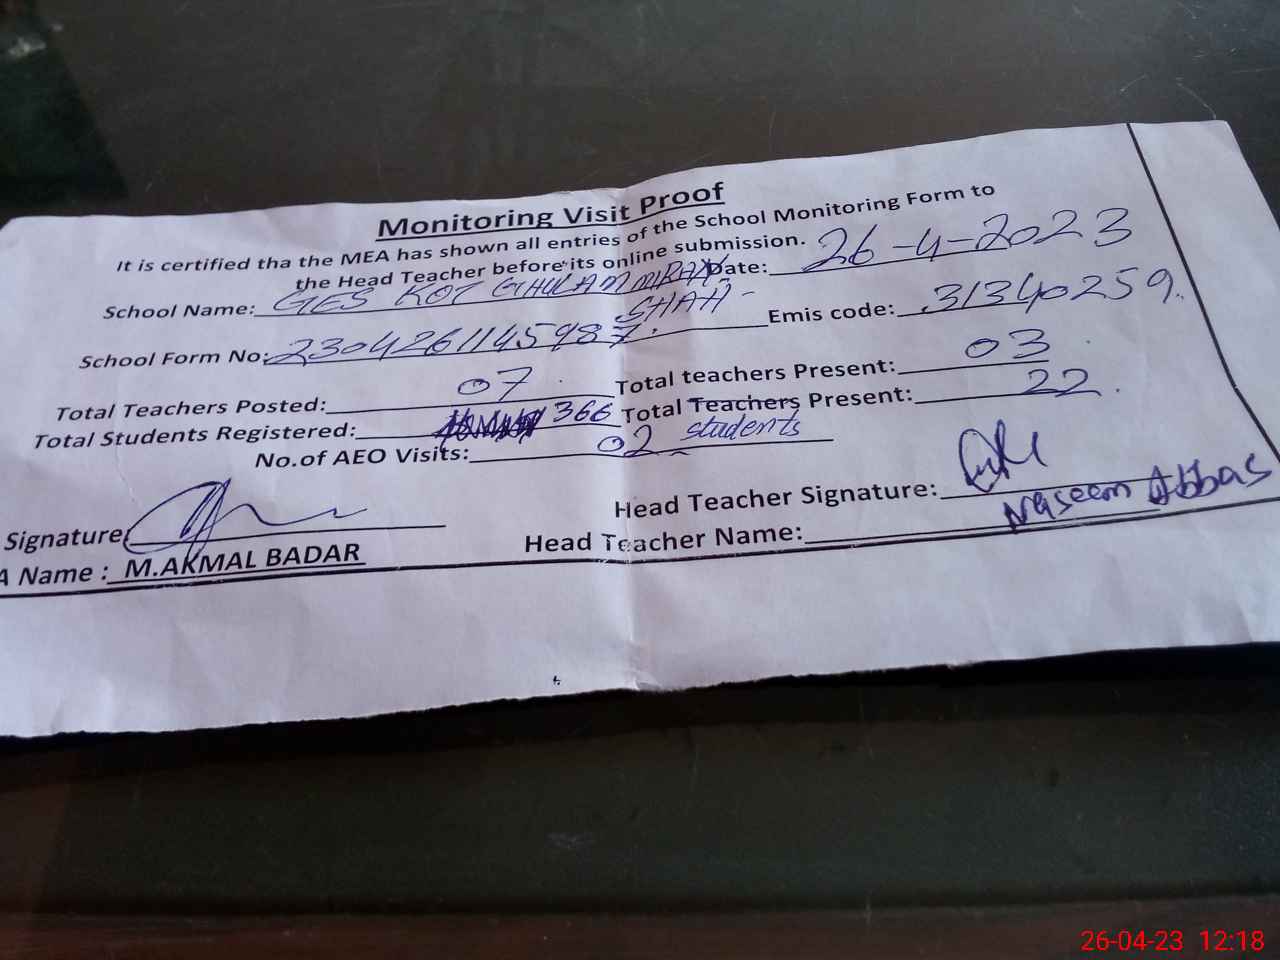 Monitoring Visit Proof
It is certified tha the MEA has shown all entries of the School Monitoring Form to
the Head Teacher before its online submission.
School Name: GES KOT GHULAM MIRAN Date: 26-4-2023
SHAH
School Form No: 2304261145987 Emis code: 31340259
Total Teachers Posted: 07 Total teachers Present: 03
Total Students Registered: 366 Total Teachers Present: 22
students
No.of AEO Visits: 02
Signature Head Teacher Signature:
A Name : M.AKMAL BADAR Head Teacher Name: Naseem Abbas
26-04-23 12:18